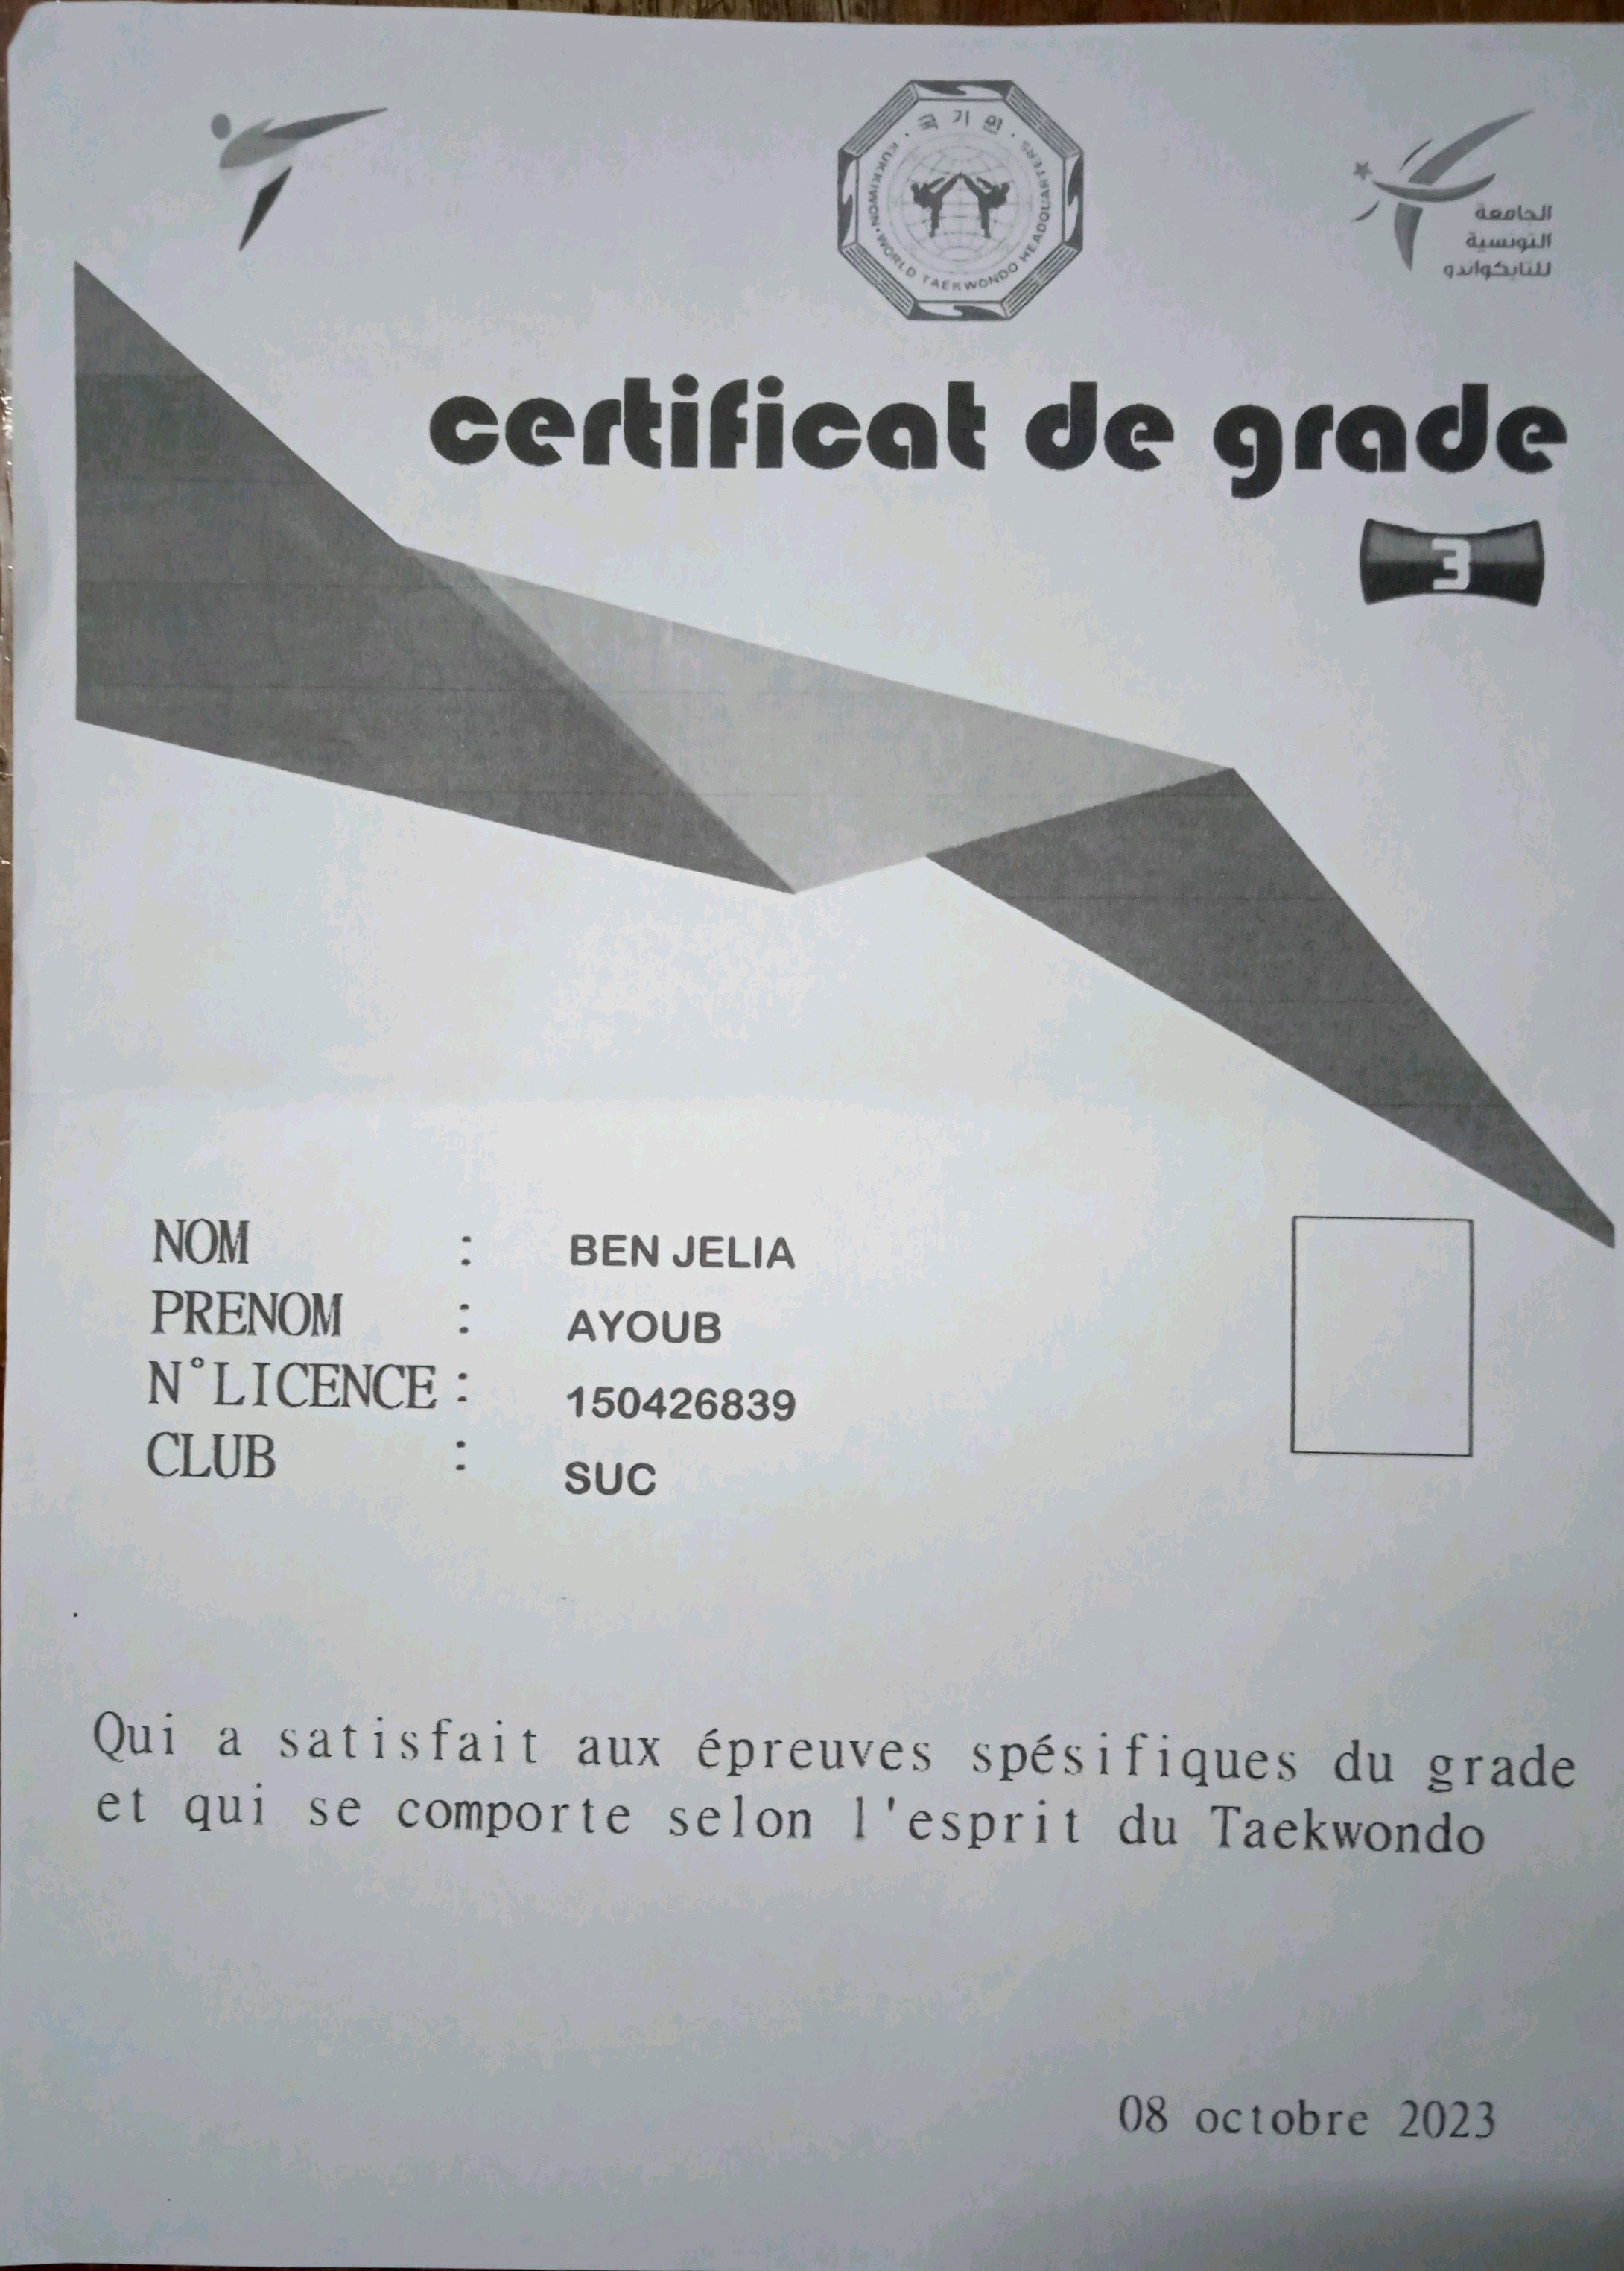 국기원
KUKKIWON · WORLD TAEKWONDO HEADQUARTERS
الجامعة
التونسية
للتايكواندو
certificat de grade
3
NOM : BEN JELIA
PRENOM : AYOUB
N°LICENCE : 150426839
CLUB : SUC
Qui a satisfait aux épreuves spésifiques du grade
et qui se comporte selon l'esprit du Taekwondo
08 octobre 2023